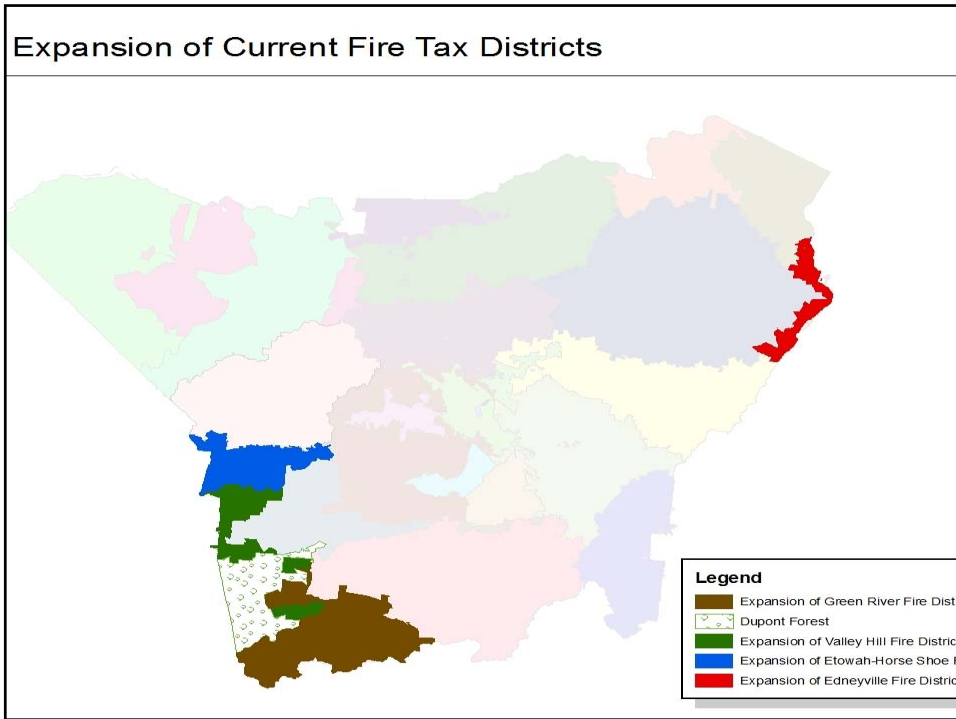 Expansion of Current Fire Tax Districts
Legend
Expansion of Green River Fire Dist
Dupont Forest
Expansion of Valley Hill Fire Distric
Expansion of Etowah-Horse Shoe
Expansion of Edneyville Fire Distric